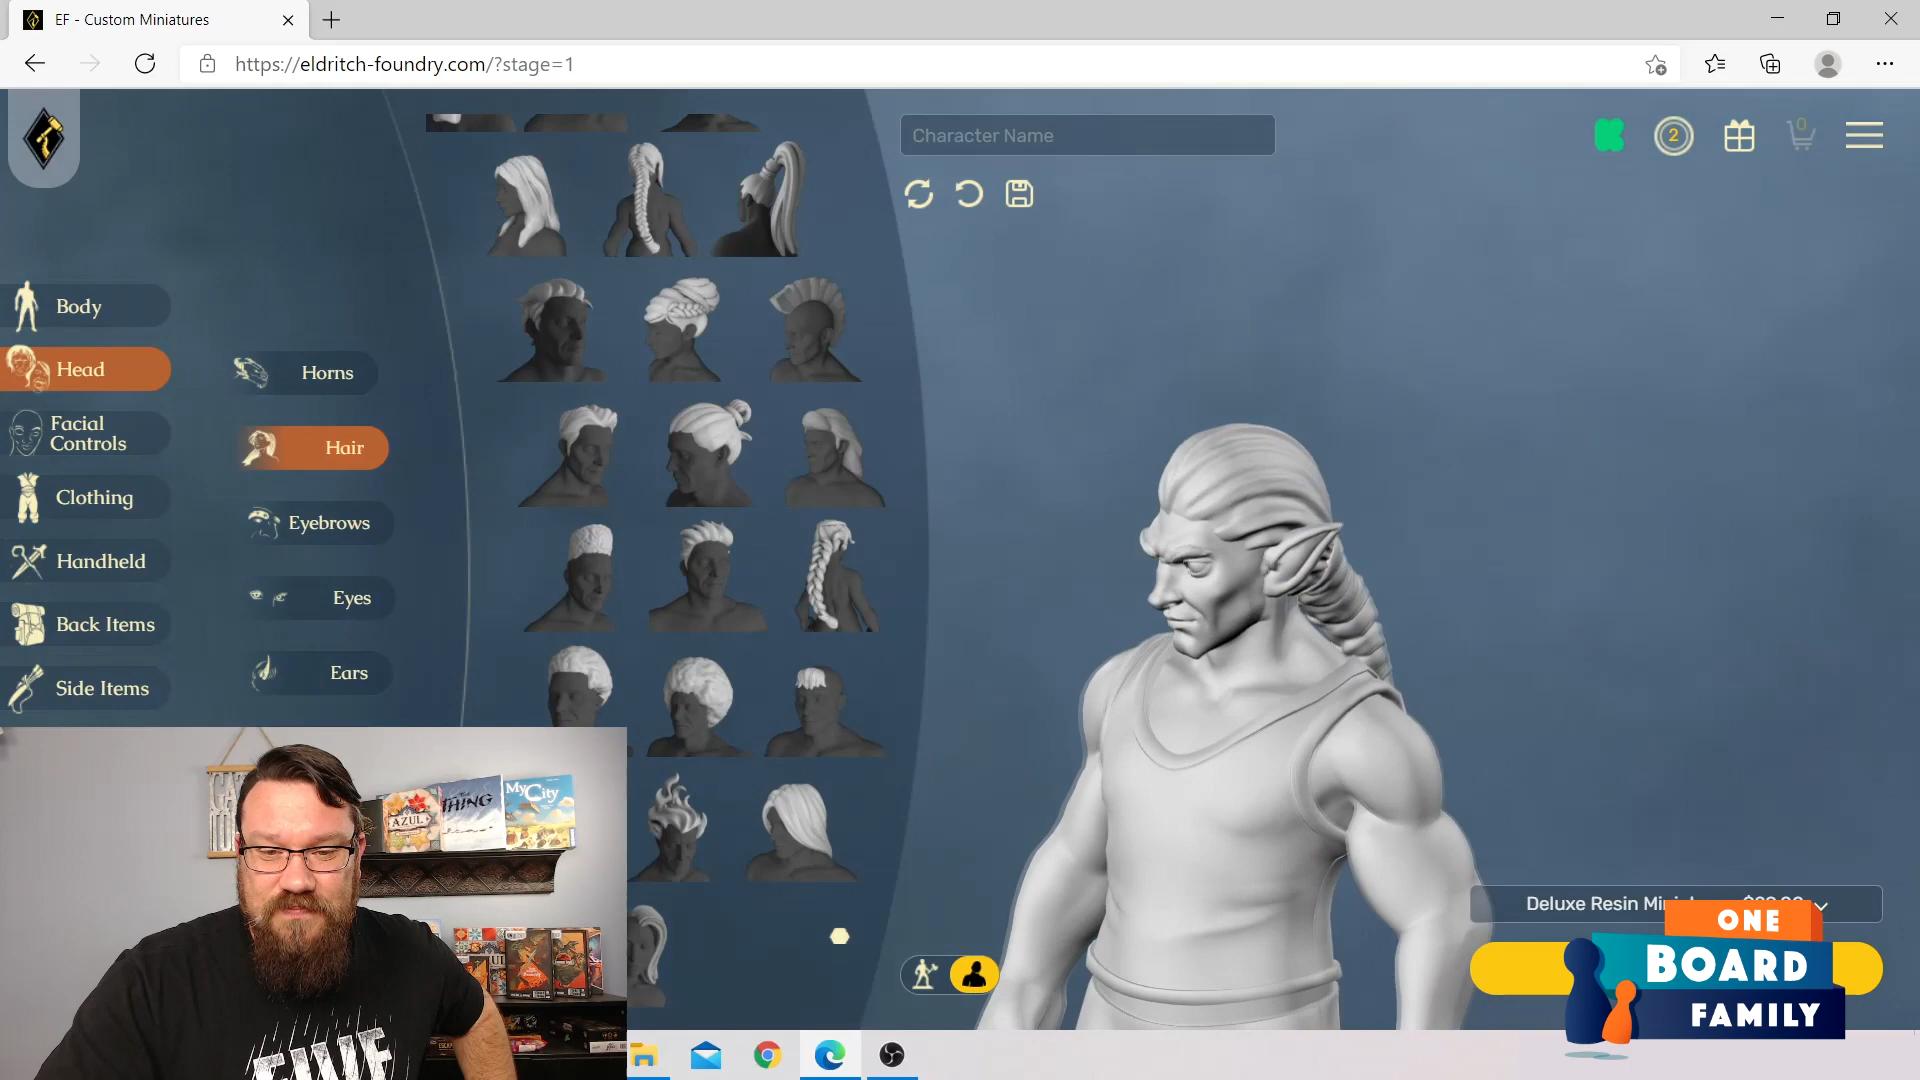 EF - Custom Miniatures
https://eldritch-foundry.com/?stage=1
Character Name
2
0
Body
Head
Facial
Controls
Clothing
Handheld
Back Items
Side Items
Horns
Hair
Eyebrows
Eyes
Ears
AZUL
THING
My City
Deluxe Resin
ONE
BOARD
FAMILY